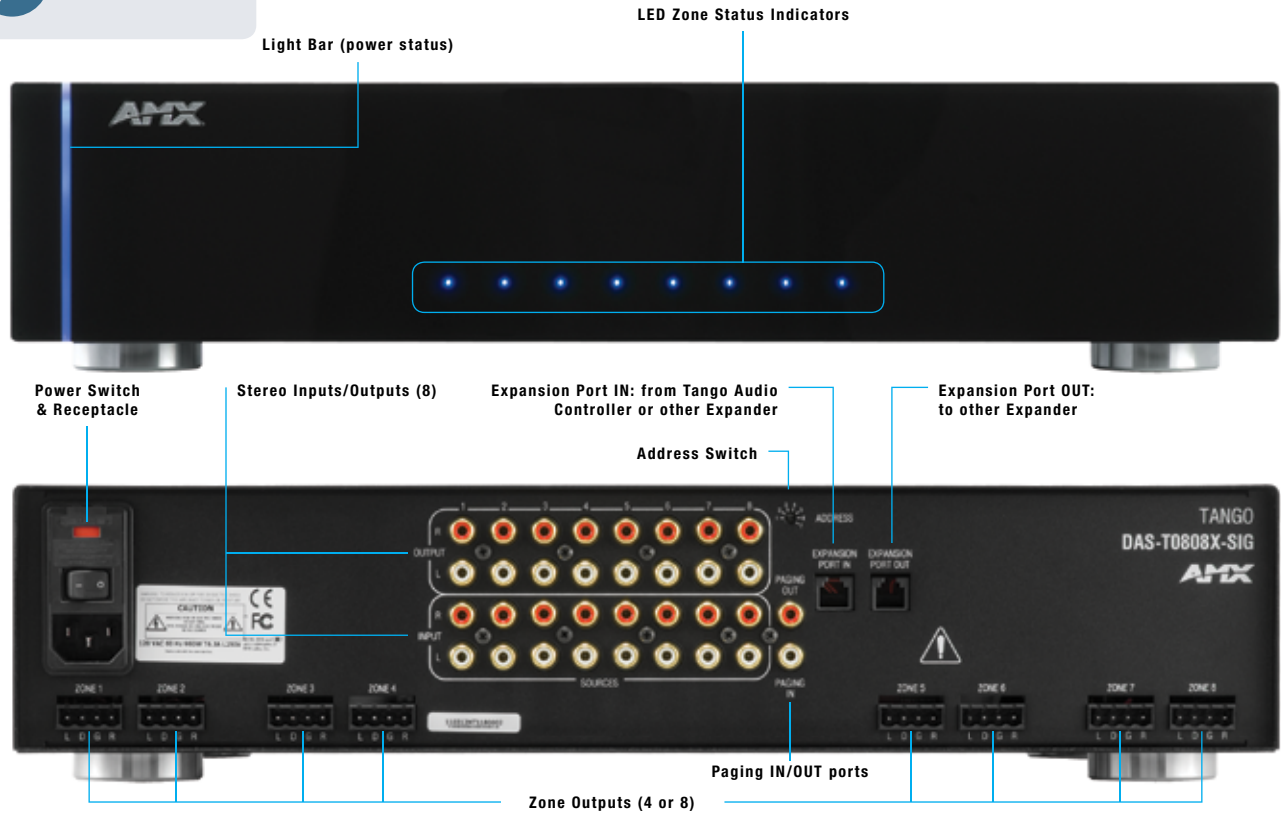 LED Zone Status Indicators
Light Bar (power status)
AMX
Power Switch
& Receptacle
Stereo Inputs/Outputs (8)
Expansion Port IN: from Tango Audio
Controller or other Expander
Expansion Port OUT:
to other Expander
Address Switch
1 2 3 4 5 6 7 8
R
OUTPUT
L
ADDRESS
TANGO
DAS-T0808X-SIG
AMX
EXPANSION
PORT IN
EXPANSION
PORT OUT
PAGING
OUT
CAUTION
CE
FC
R
INPUT
L
SOURCES
PAGING
IN
ZONE 1
ZONE 2
ZONE 3
ZONE 4
ZONE 5
ZONE 6
ZONE 7
ZONE 8
L D G R
L D G R
L D G R
L D G R
L D G R
L D G R
L D G R
L D G R
Paging IN/OUT ports
Zone Outputs (4 or 8)